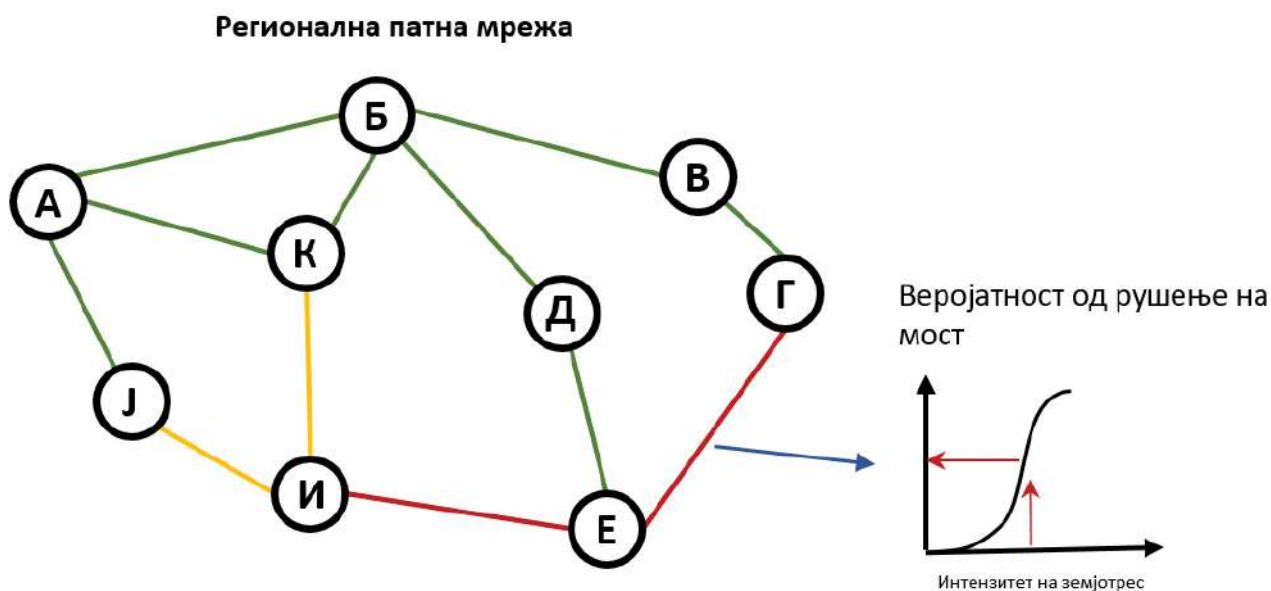 Регионална патна мрежа
Б
В
А
К
Г
Д
Ј
И
Е
Веројатност од рушење на
мост
Интензитет на земјотрес